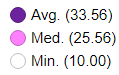 Avg. (33.56)
Med. (25.56)
Min. (10.00)